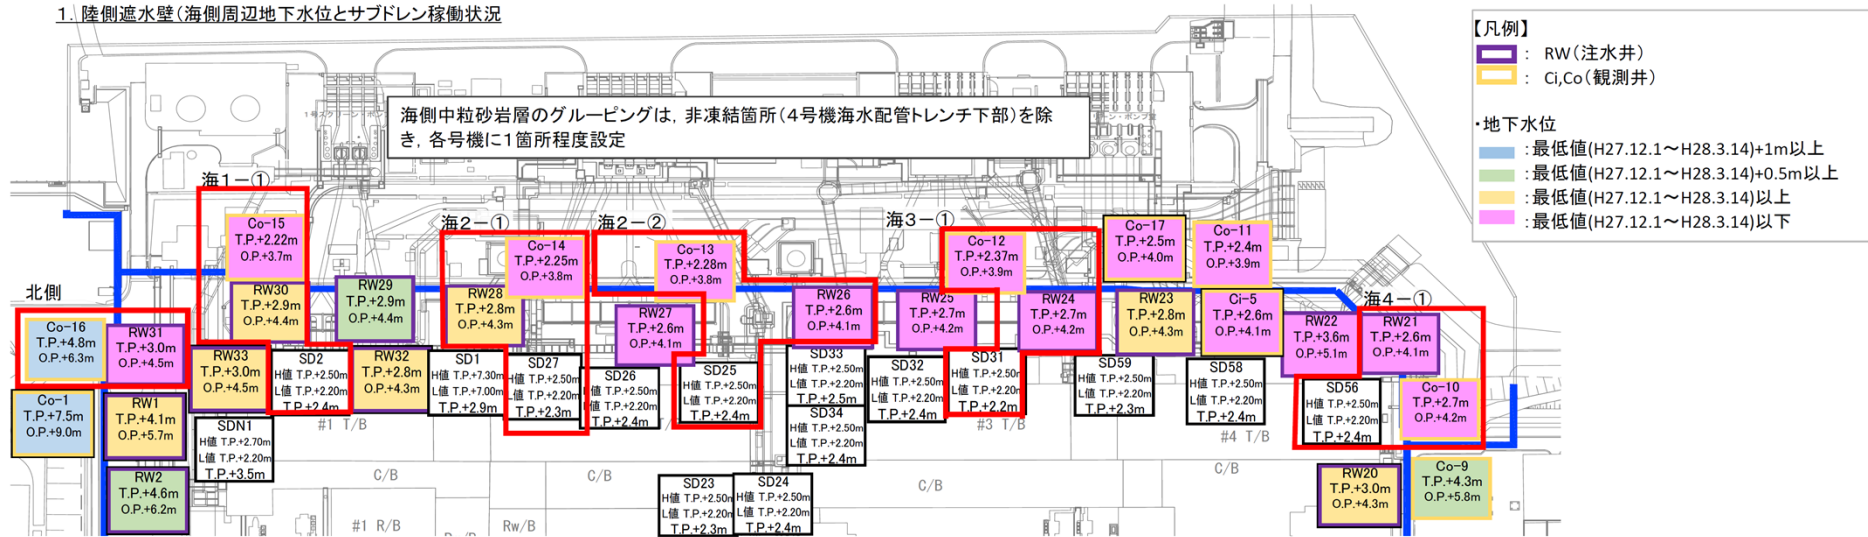 1. 陸側遮水壁(海側周辺地下水位とサブドレン稼働状況
【凡例】
: RW(注水井)
: Ci,Co(観測井)
・地下水位
:最低値(H27.12.1～H28.3.14)+1m以上
:最低値(H27.12.1～H28.3.14)+0.5m以上
:最低値(H27.12.1～H28.3.14)以上
:最低値(H27.12.1～H28.3.14)以下
海側中粒砂岩層のグルーピングは, 非凍結箇所(4号機海水配管トレンチ下部)を除
き, 各号機に1箇所程度設定
海1-①
海2-①
海2-②
海3-①
海4-①
北側
Co-15
T.P.+2.22m
O.P.+3.7m
Co-14
T.P.+2.25m
O.P.+3.8m
Co-13
T.P.+2.28m
O.P.+3.8m
Co-12
T.P.+2.37m
O.P.+3.9m
Co-17
T.P.+2.5m
O.P.+4.0m
Co-11
T.P.+2.4m
O.P.+3.9m
RW30
T.P.+2.9m
O.P.+4.4m
RW29
T.P.+2.9m
O.P.+4.4m
RW28
T.P.+2.8m
O.P.+4.3m
RW27
T.P.+2.6m
O.P.+4.1m
RW26
T.P.+2.6m
O.P.+4.1m
RW25
T.P.+2.7m
O.P.+4.2m
RW24
T.P.+2.7m
O.P.+4.2m
RW23
T.P.+2.8m
O.P.+4.3m
Ci-5
T.P.+2.6m
O.P.+4.1m
RW22
T.P.+3.6m
O.P.+5.1m
RW21
T.P.+2.6m
O.P.+4.1m
Co-16
T.P.+4.8m
O.P.+6.3m
RW31
T.P.+3.0m
O.P.+4.5m
RW33
T.P.+3.0m
O.P.+4.5m
SD2
H値 T.P.+2.50m
L値 T.P.+2.20m
T.P.+2.4m
RW32
T.P.+2.8m
O.P.+4.3m
SD1
H値 T.P.+7.30m
L値 T.P.+7.00m
T.P.+2.9m
SD27
H値 T.P.+2.50m
L値 T.P.+2.20m
T.P.+2.3m
SD26
H値 T.P.+2.50m
L値 T.P.+2.20m
T.P.+2.4m
SD25
H値 T.P.+2.50m
L値 T.P.+2.20m
T.P.+2.4m
SD33
H値 T.P.+2.50m
L値 T.P.+2.20m
T.P.+2.5m
SD32
H値 T.P.+2.50m
L値 T.P.+2.20m
T.P.+2.4m
SD31
H値 T.P.+2.50m
L値 T.P.+2.20m
T.P.+2.2m
SD59
H値 T.P.+2.50m
L値 T.P.+2.20m
T.P.+2.3m
SD58
H値 T.P.+2.50m
L値 T.P.+2.20m
T.P.+2.4m
SD56
H値 T.P.+2.50m
L値 T.P.+2.20m
T.P.+2.4m
Co-10
T.P.+2.7m
O.P.+4.2m
Co-1
T.P.+7.5m
O.P.+9.0m
RW1
T.P.+4.1m
O.P.+5.7m
SDN1
H値 T.P.+2.70m
L値 T.P.+2.20m
T.P.+3.5m
SD34
H値 T.P.+2.50m
L値 T.P.+2.20m
T.P.+2.4m
#1 T/B
#3 T/B
#4 T/B
RW2
T.P.+4.6m
O.P.+6.2m
C/B
C/B
C/B
C/B
SD23
H値 T.P.+2.50m
L値 T.P.+2.20m
T.P.+2.3m
SD24
H値 T.P.+2.50m
L値 T.P.+2.20m
T.P.+2.4m
RW20
T.P.+3.0m
O.P.+4.3m
Co-9
T.P.+4.3m
O.P.+5.8m
#1 R/B
Rw/B